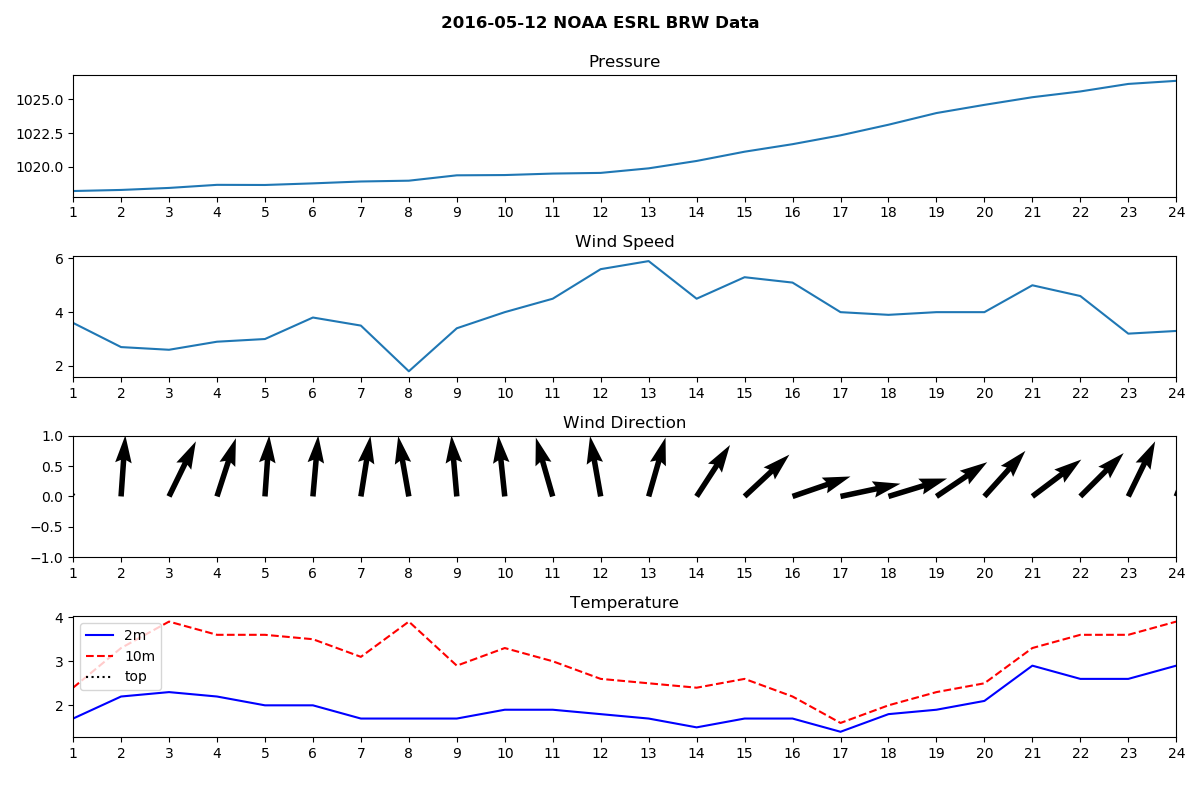 2016-05-12 NOAA ESRL BRW Data
Pressure
1025.0
1022.5
1020.0
1 2 3 4 5 6 7 8 9 10 11 12 13 14 15 16 17 18 19 20 21 22 23 24
Wind Speed
6
4
2
1 2 3 4 5 6 7 8 9 10 11 12 13 14 15 16 17 18 19 20 21 22 23 24
Wind Direction
1.0
0.5
0.0
−0.5
−1.0
1 2 3 4 5 6 7 8 9 10 11 12 13 14 15 16 17 18 19 20 21 22 23 24
Temperature
4
3
2
2m
10m
top
1 2 3 4 5 6 7 8 9 10 11 12 13 14 15 16 17 18 19 20 21 22 23 24